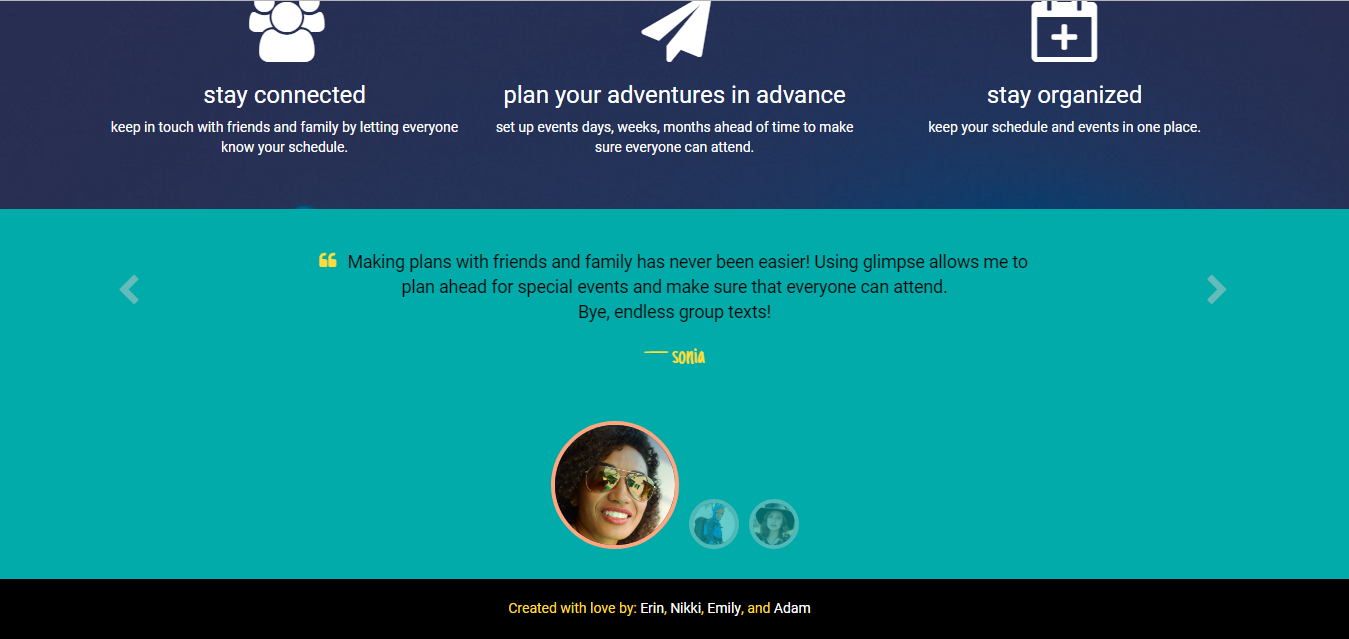 stay connected
keep in touch with friends and family by letting everyone
know your schedule.
plan your adventures in advance
set up events days, weeks, months ahead of time to make
sure everyone can attend.
stay organized
keep your schedule and events in one place.
❝ Making plans with friends and family has never been easier! Using glimpse allows me to
plan ahead for special events and make sure that everyone can attend.
Bye, endless group texts!
— sonia
Created with love by: Erin, Nikki, Emily, and Adam